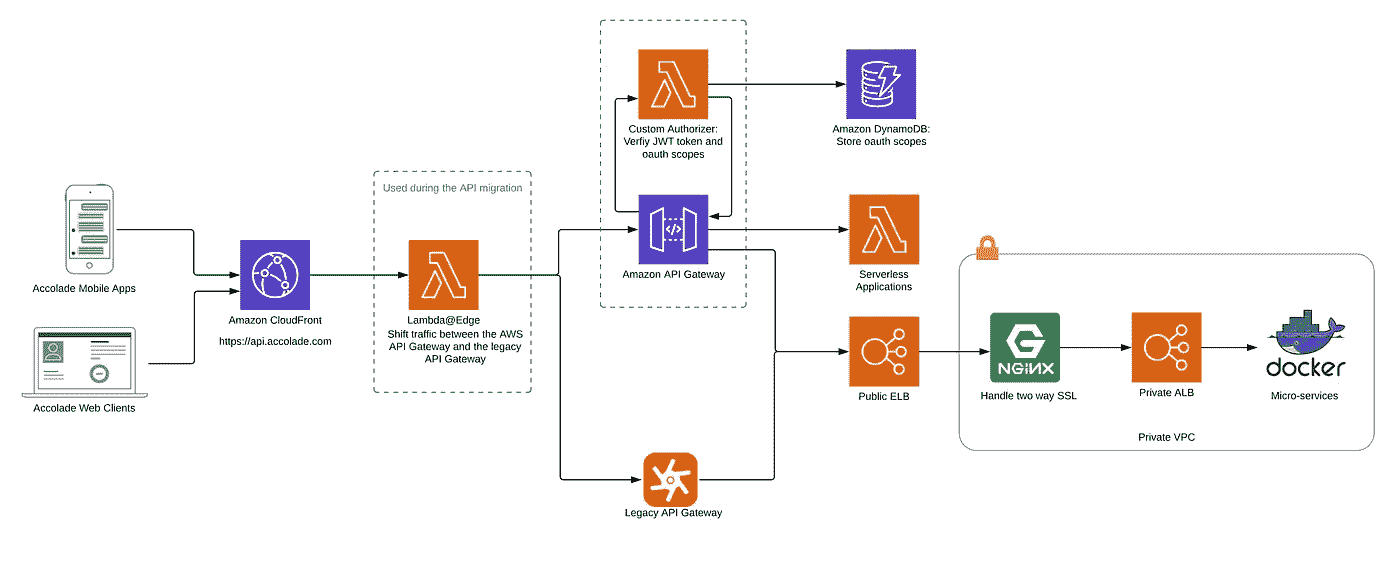 Custom Authorizer:
Verfiy JWT token and
oauth scopes
Amazon DynamoDB:
Store oauth scopes
Used during the API migration
Accolade Mobile Apps
Amazon CloudFront
https://api.accolade.com
Accolade Web Clients
Lambda@Edge
Shift traffic between the AWS
API Gateway and the legacy
API Gateway
Amazon API Gateway
Serverless
Applications
Public ELB
Legacy API Gateway
NGiNX
Handle two way SSL
Private ALB
docker
Micro-services
Private VPC